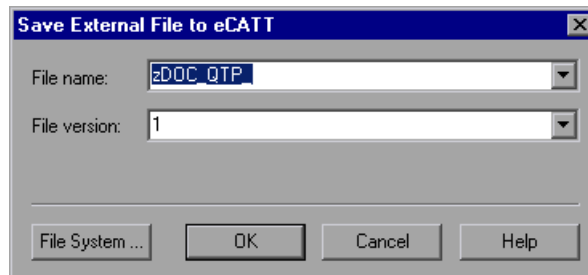 Save External File to eCATT
File name: zDOC_QTP_
File version: 1
File System ... OK Cancel Help